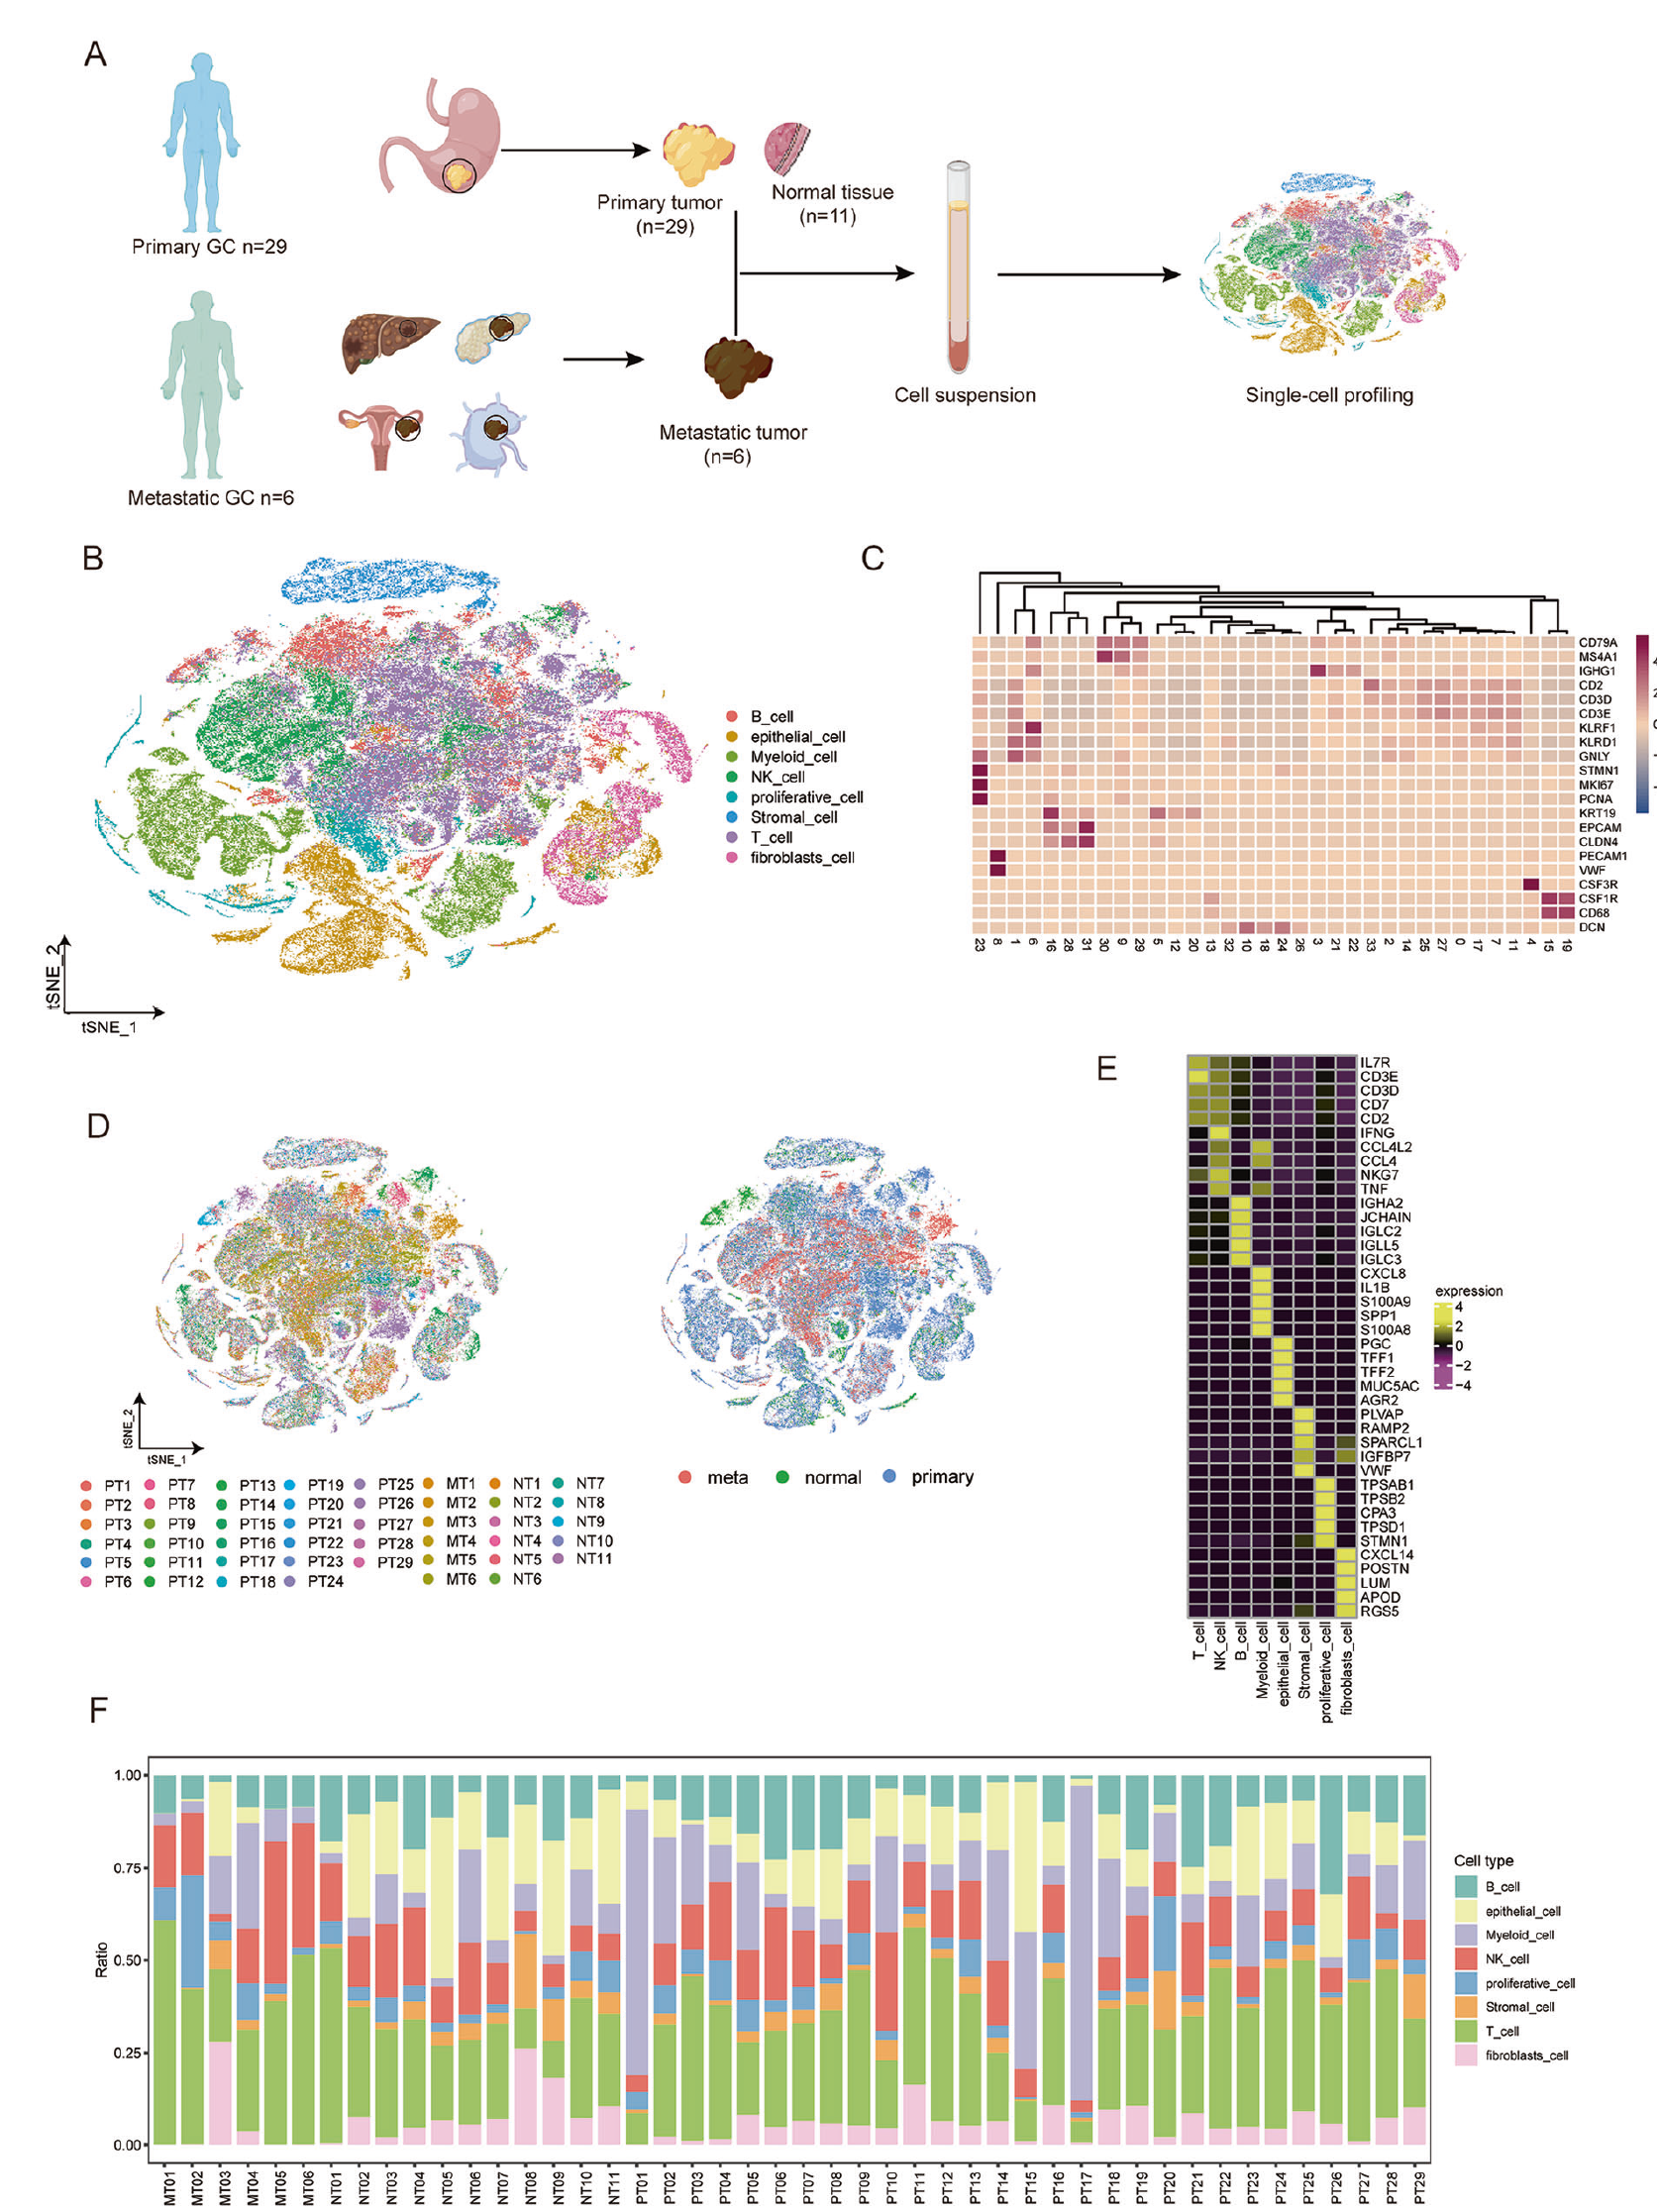 A
Primary GC n=29
Primary tumor
(n=29)
Normal tissue
(n=11)
Metastatic GC n=6
Metastatic tumor
(n=6)
Cell suspension
Single-cell profiling
B
tSNE_2
tSNE_1
B_cell
epithelial_cell
Myeloid_cell
NK_cell
proliferative_cell
Stromal_cell
T_cell
fibroblasts_cell
C
CD79A
MS4A1
IGHG1
CD2
CD3D
CD3E
KLRF1
KLRD1
GNLY
STMN1
MKI67
PCNA
KRT19
EPCAM
CLDN4
PECAM1
VWF
CSF3R
CSF1R
CD68
DCN
23 8 1 6 16 28 31 30 9 29 5 12 20 13 32 10 18 24 26 3 21 22 33 2 14 25 27 0 17 7 11 4 15 19
D
tSNE_2
tSNE_1
PT1 PT7 PT13 PT19 PT25 MT1 NT1 NT7
PT2 PT8 PT14 PT20 PT26 MT2 NT2 NT8
PT3 PT9 PT15 PT21 PT27 MT3 NT3 NT9
PT4 PT10 PT16 PT22 PT28 MT4 NT4 NT10
PT5 PT11 PT17 PT23 PT29 MT5 NT5 NT11
PT6 PT12 PT18 PT24 MT6 NT6
meta normal primary
E
IL7R
CD3E
CD3D
CD7
CD2
IFNG
CCL4L2
CCL4
NKG7
TNF
IGHA2
JCHAIN
IGLC2
IGLL5
IGLC3
CXCL8
IL1B
S100A9
SPP1
S100A8
PGC
TFF1
TFF2
MUC5AC
AGR2
PLVAP
RAMP2
SPARCL1
IGFBP7
VWF
TPSAB1
TPSB2
CPA3
TPSD1
STMN1
CXCL14
POSTN
LUM
APOD
RGS5
T_cell
NK_cell
B_cell
Myeloid_cell
epithelial_cell
Stromal_cell
proliferative_cell
fibroblasts_cell
expression
4
2
0
−2
−4
F
Ratio
1.00
0.75
0.50
0.25
0.00
MT01 MT02 MT03 MT04 MT05 MT06 NT01 NT02 NT03 NT04 NT05 NT06 NT07 NT08 NT09 NT10 NT11 PT01 PT02 PT03 PT04 PT05 PT06 PT07 PT08 PT09 PT10 PT11 PT12 PT13 PT14 PT15 PT16 PT17 PT18 PT19 PT20 PT21 PT22 PT23 PT24 PT25 PT26 PT27 PT28 PT29
Cell type
B_cell
epithelial_cell
Myeloid_cell
NK_cell
proliferative_cell
Stromal_cell
T_cell
fibroblasts_cell